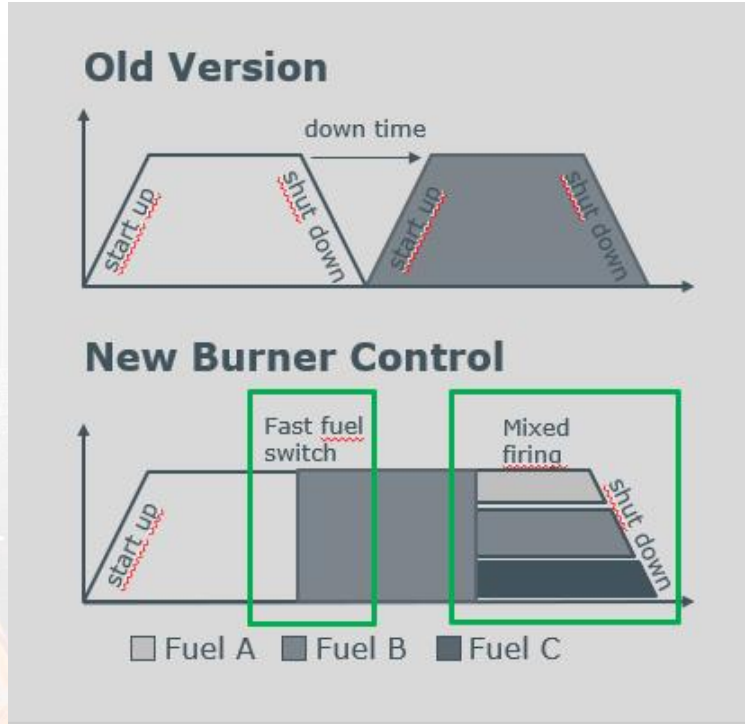 Old Version
down time
start up
shut down
start up
shut down
New Burner Control
Fast fuel
switch
Mixed
firing
start up
shut down
Fuel A
Fuel B
Fuel C